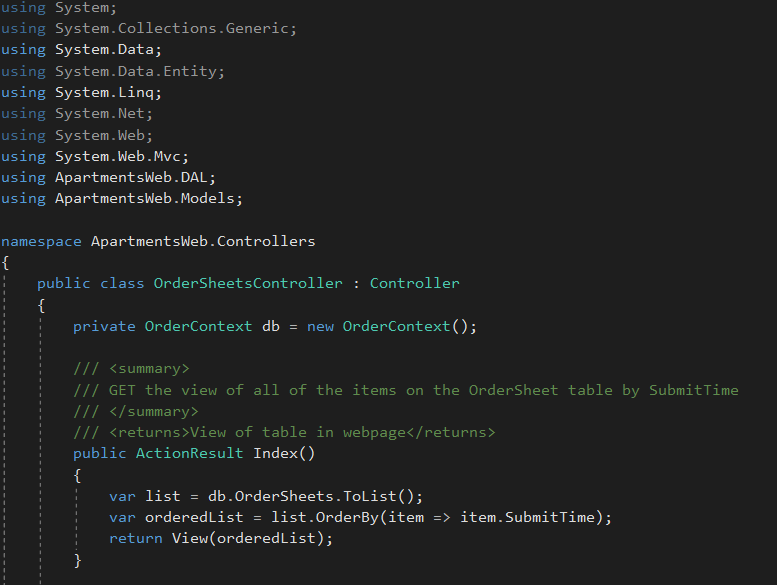 using System;
using System.Collections.Generic;
using System.Data;
using System.Data.Entity;
using System.Linq;
using System.Net;
using System.Web;
using System.Web.Mvc;
using ApartmentsWeb.DAL;
using ApartmentsWeb.Models;

namespace ApartmentsWeb.Controllers
{
    public class OrderSheetsController : Controller
    {
        private OrderContext db = new OrderContext();

        /// <summary>
        /// GET the view of all of the items on the OrderSheet table by SubmitTime
        /// </summary>
        /// <returns>View of table in webpage</returns>
        public ActionResult Index()
        {
            var list = db.OrderSheets.ToList();
            var orderedList = list.OrderBy(item => item.SubmitTime);
            return View(orderedList);
        }